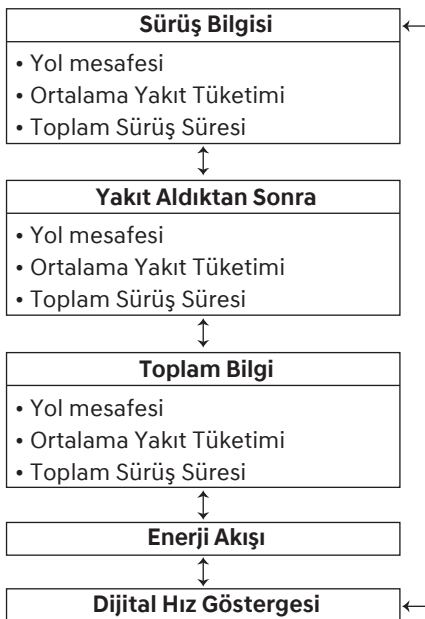 Sürüş Bilgisi
• Yol mesafesi
• Ortalama Yakıt Tüketimi
• Toplam Sürüş Süresi
Yakıt Aldıktan Sonra
• Yol mesafesi
• Ortalama Yakıt Tüketimi
• Toplam Sürüş Süresi
Toplam Bilgi
• Yol mesafesi
• Ortalama Yakıt Tüketimi
• Toplam Sürüş Süresi
Enerji Akışı
Dijital Hız Göstergesi